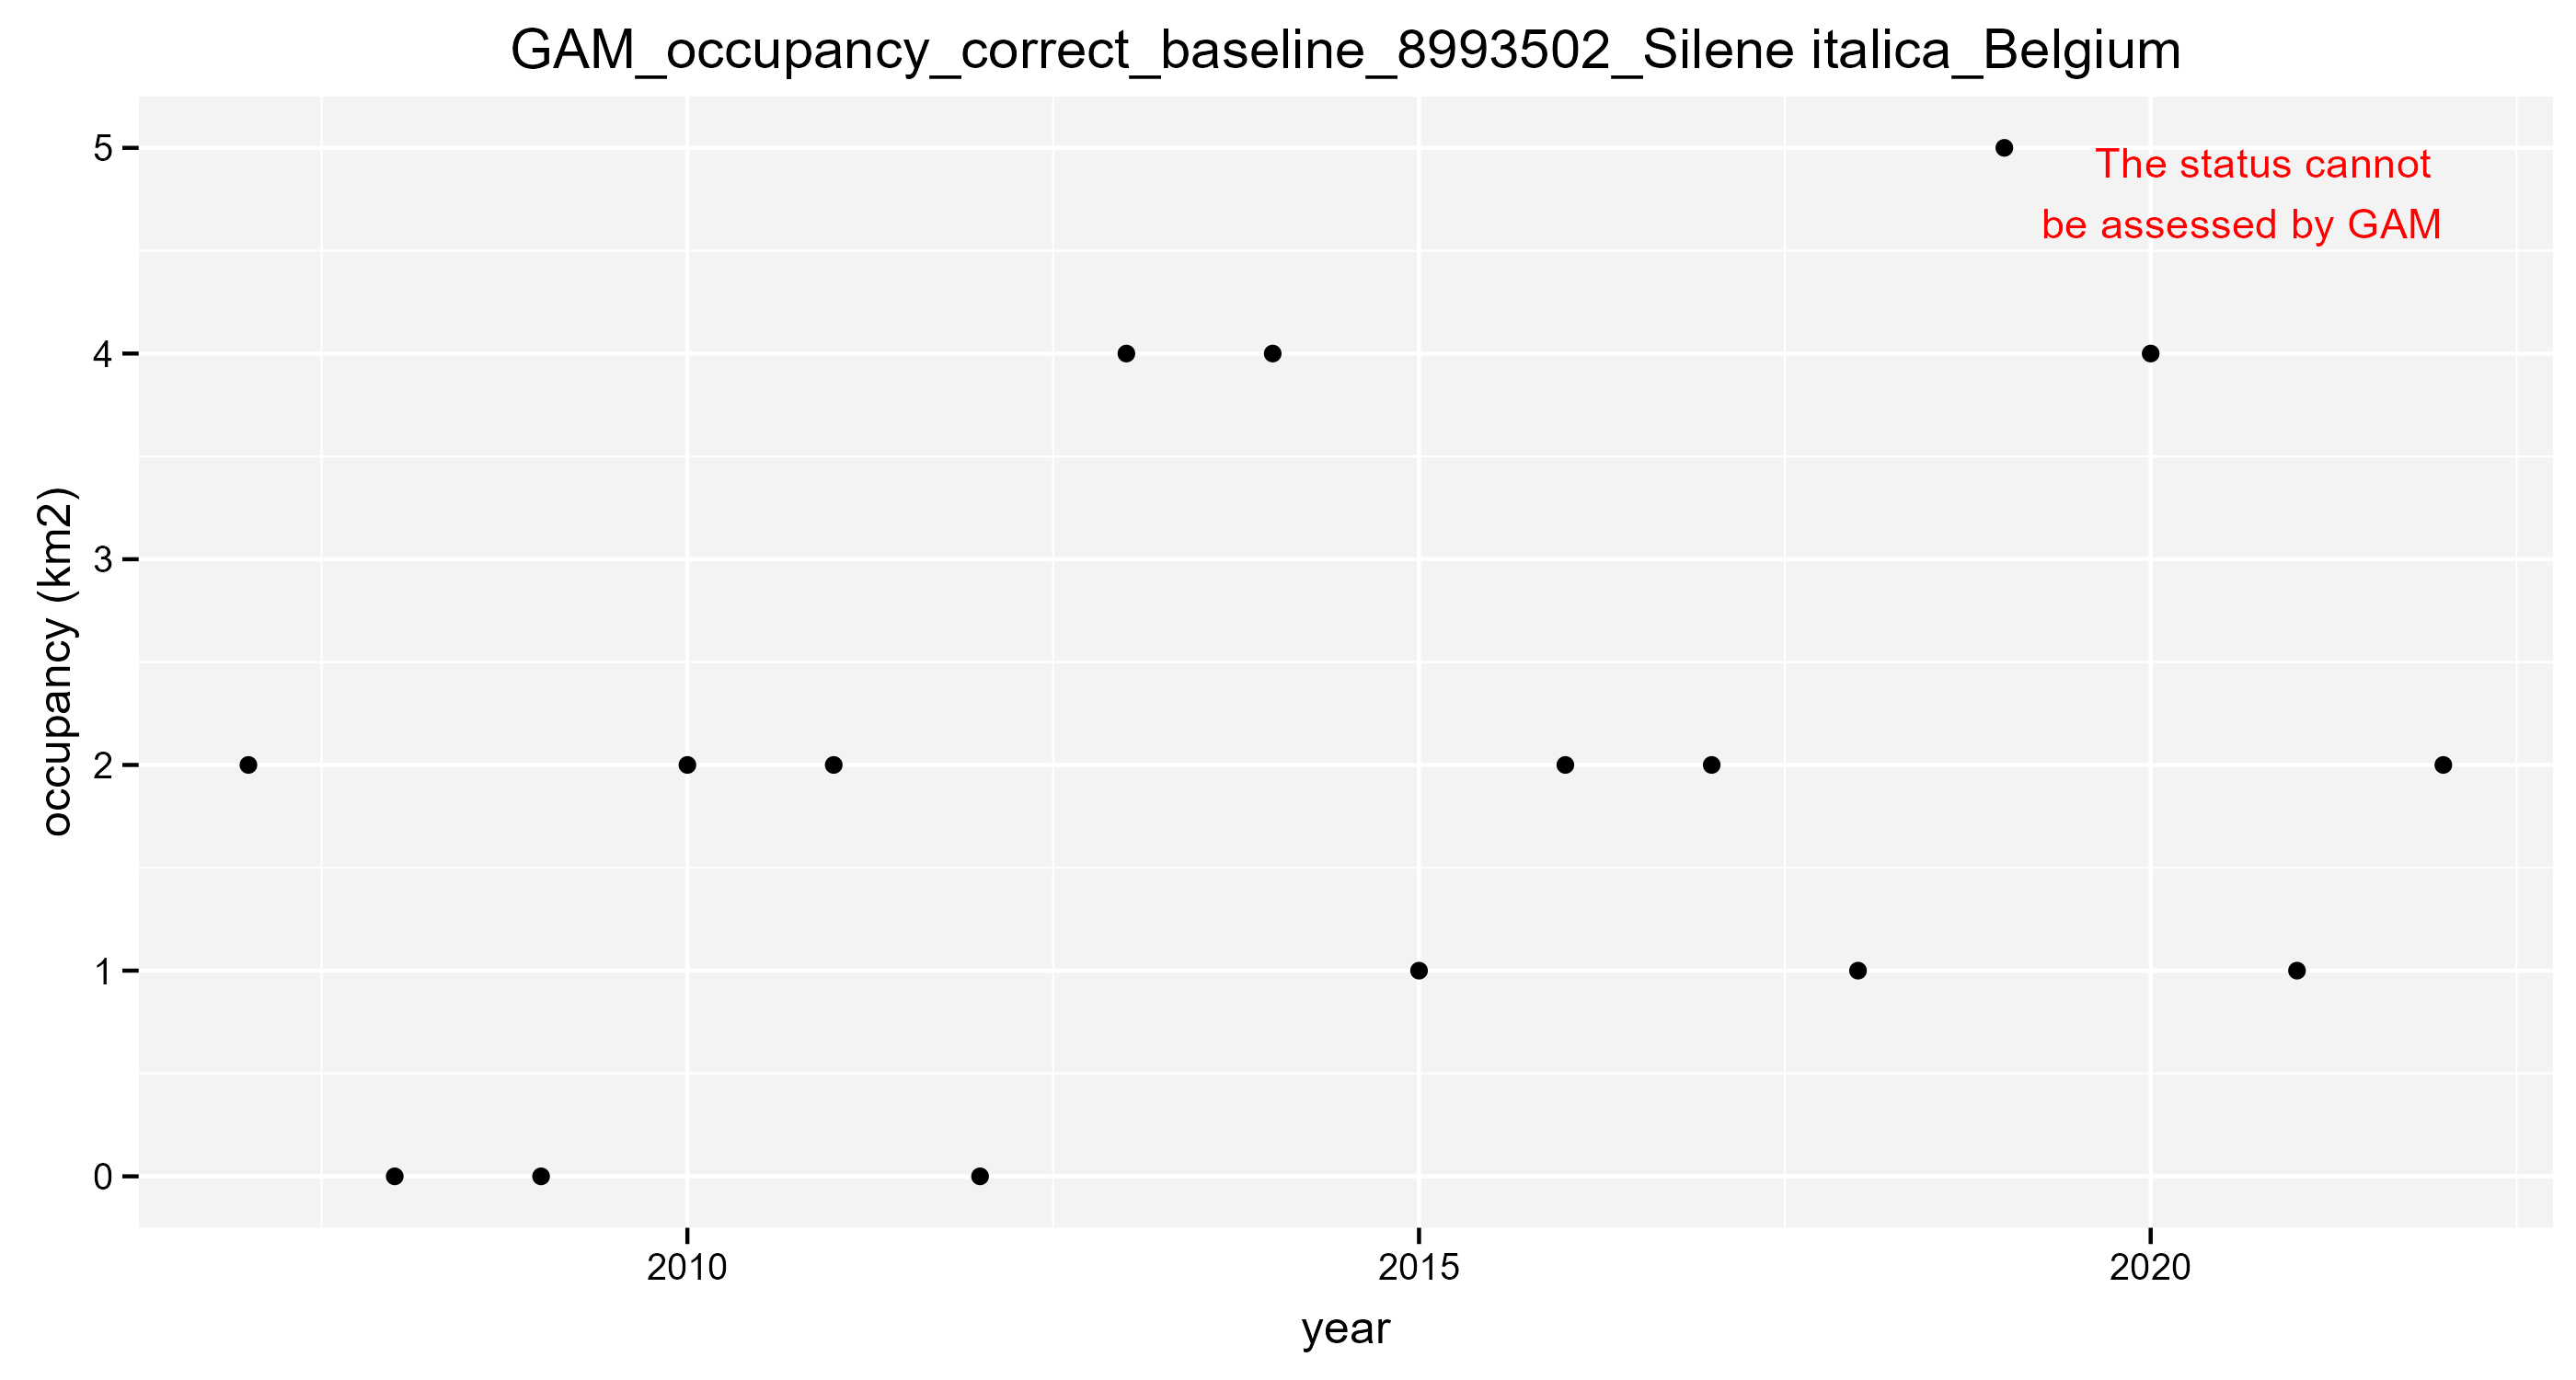 GAM_occupancy_correct_baseline_8993502_Silene italica_Belgium
5
The status cannot
be assessed by GAM
4
3
occupancy (km2)
2
1
0
2010
2015
2020
year